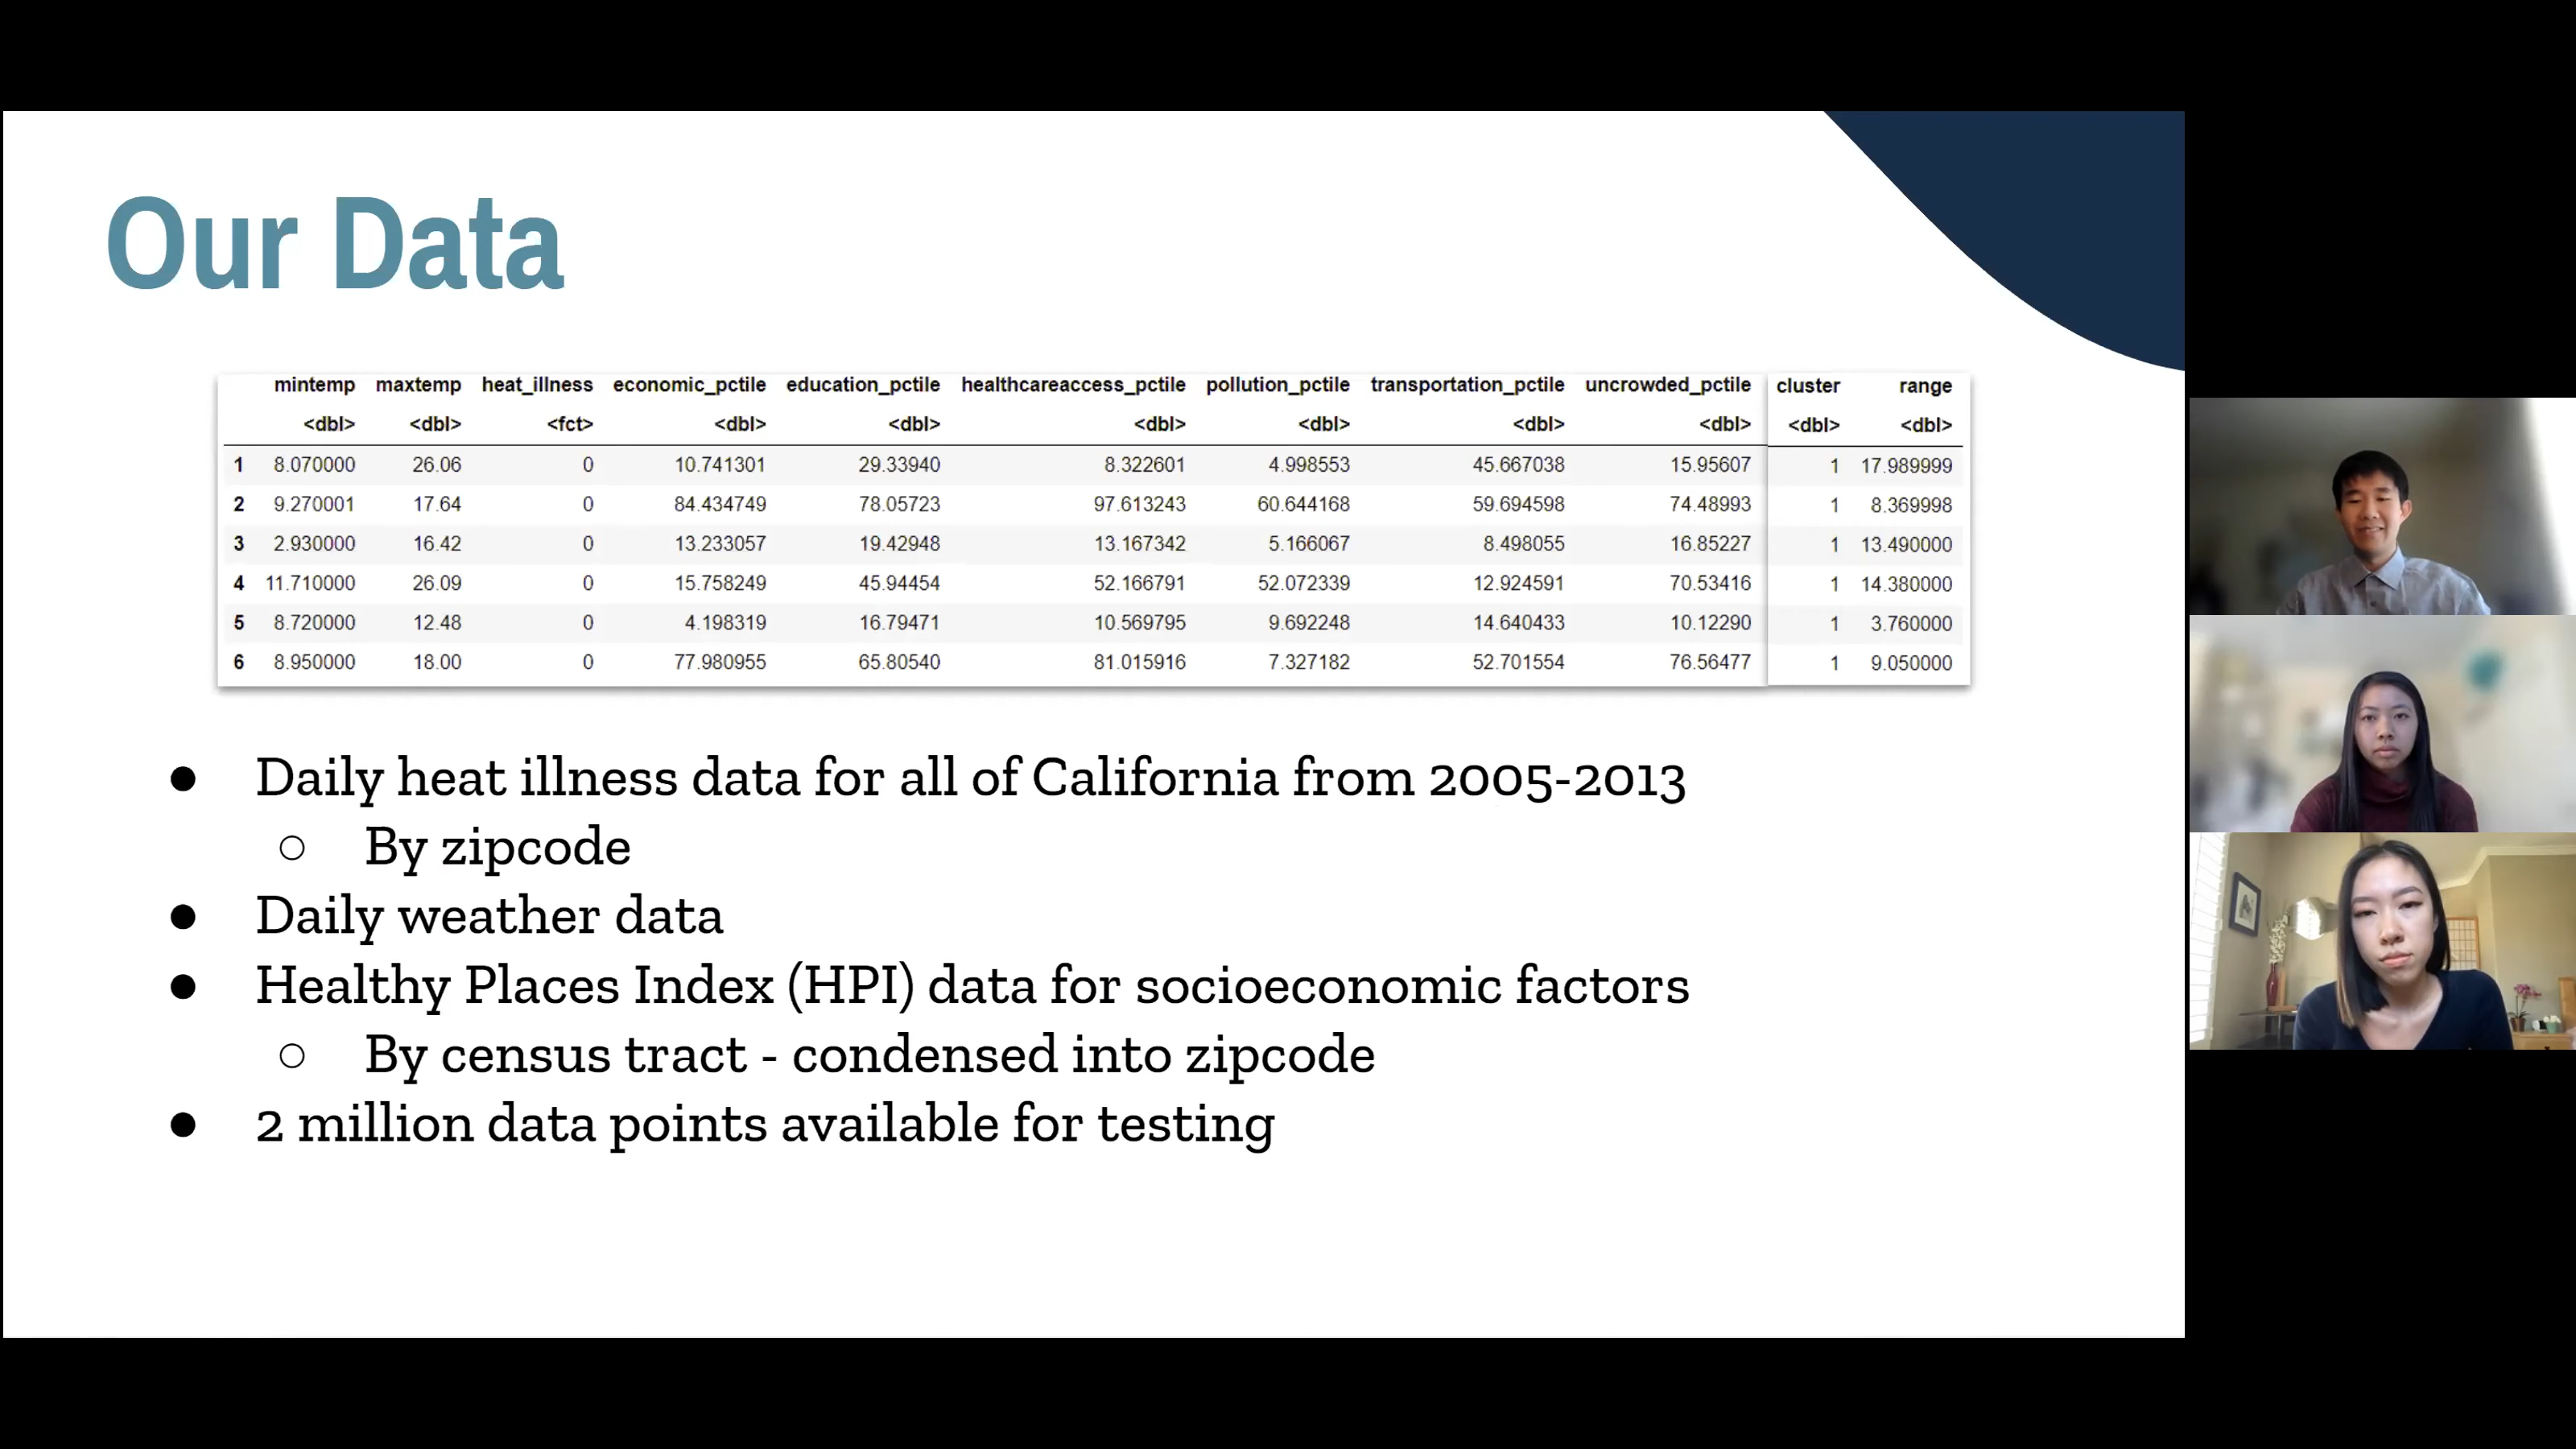 Our Data
mintemp maxtemp heat_illness economic_pctile education_pctile healthcareaccess_pctile pollution_pctile transportation_pctile uncrowded_pctile cluster range
<dbl> <dbl> <fct> <dbl> <dbl> <dbl> <dbl> <dbl> <dbl> <dbl> <dbl>
1 8.070000 26.06 0 10.741301 29.33940 8.322601 4.998553 45.667038 15.95607 1 17.989999
2 9.270001 17.64 0 84.434749 78.05723 97.613243 60.644168 59.694598 74.48993 1 8.369998
3 2.930000 16.42 0 13.233057 19.42948 13.167342 5.166067 8.498055 16.85227 1 13.490000
4 11.710000 26.09 0 15.758249 45.94454 52.166791 52.072339 12.924591 70.53416 1 14.380000
5 8.720000 12.48 0 4.198319 16.79471 10.569795 9.692248 14.640433 10.12290 1 3.760000
6 8.950000 18.00 0 77.980955 65.80540 81.015916 7.327182 52.701554 76.56477 1 9.050000
● Daily heat illness data for all of California from 2005-2013
○ By zipcode
● Daily weather data
● Healthy Places Index (HPI) data for socioeconomic factors
○ By census tract - condensed into zipcode
● 2 million data points available for testing